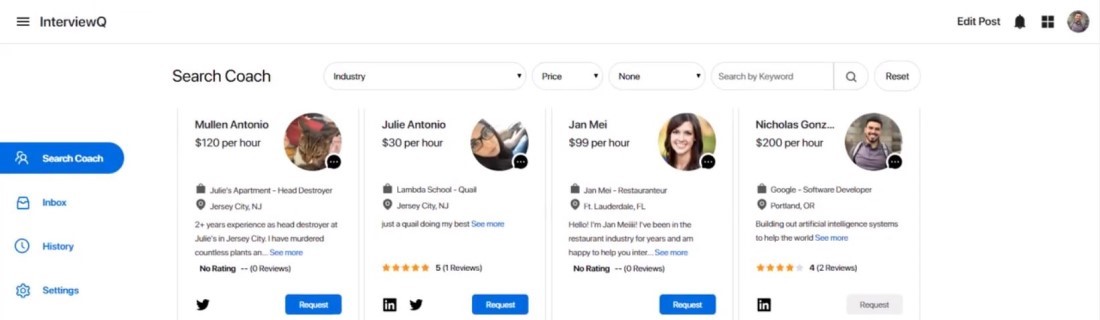 InterviewQ
Edit Post
Search Coach
Industry
Price
None
Search by Keyword
Reset
Search Coach
Inbox
History
Settings
Mullen Antonio
$120 per hour
Julie's Apartment - Head Destroyer
Jersey City, NJ
2+ years experience as head destroyer at
Julie's in Jersey City. I have murdered
countless plants an... See more
No Rating -- (0 Reviews)
Request
Julie Antonio
$30 per hour
Lambda School - Quail
Jersey City, NJ
just a quail doing my best See more
5 (1 Reviews)
Request
Jan Mei
$99 per hour
Jan Mei - Restauranteur
Ft. Lauderdale, FL
Hello! I'm Jan Meiiii! I've been in the
restaurant industry for years and am
happy to help you inter... See more
No Rating -- (0 Reviews)
Request
Nicholas Gonz...
$200 per hour
Google - Software Developer
Portland, OR
Building out artificial intelligence systems
to help the world See more
4 (2 Reviews)
Request